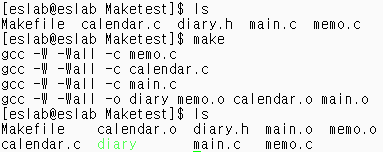 [eslab@eslab Maketest]$ ls
Makefile  calendar.c  diary.h  main.c  memo.c
[eslab@eslab Maketest]$ make
gcc -W -Wall -c memo.c
gcc -W -Wall -c calendar.c
gcc -W -Wall -c main.c
gcc -W -Wall -o diary memo.o calendar.o main.o
[eslab@eslab Maketest]$ ls
Makefile    calendar.o  diary.h  main.o  memo.o
calendar.c  diary       main.c   memo.c